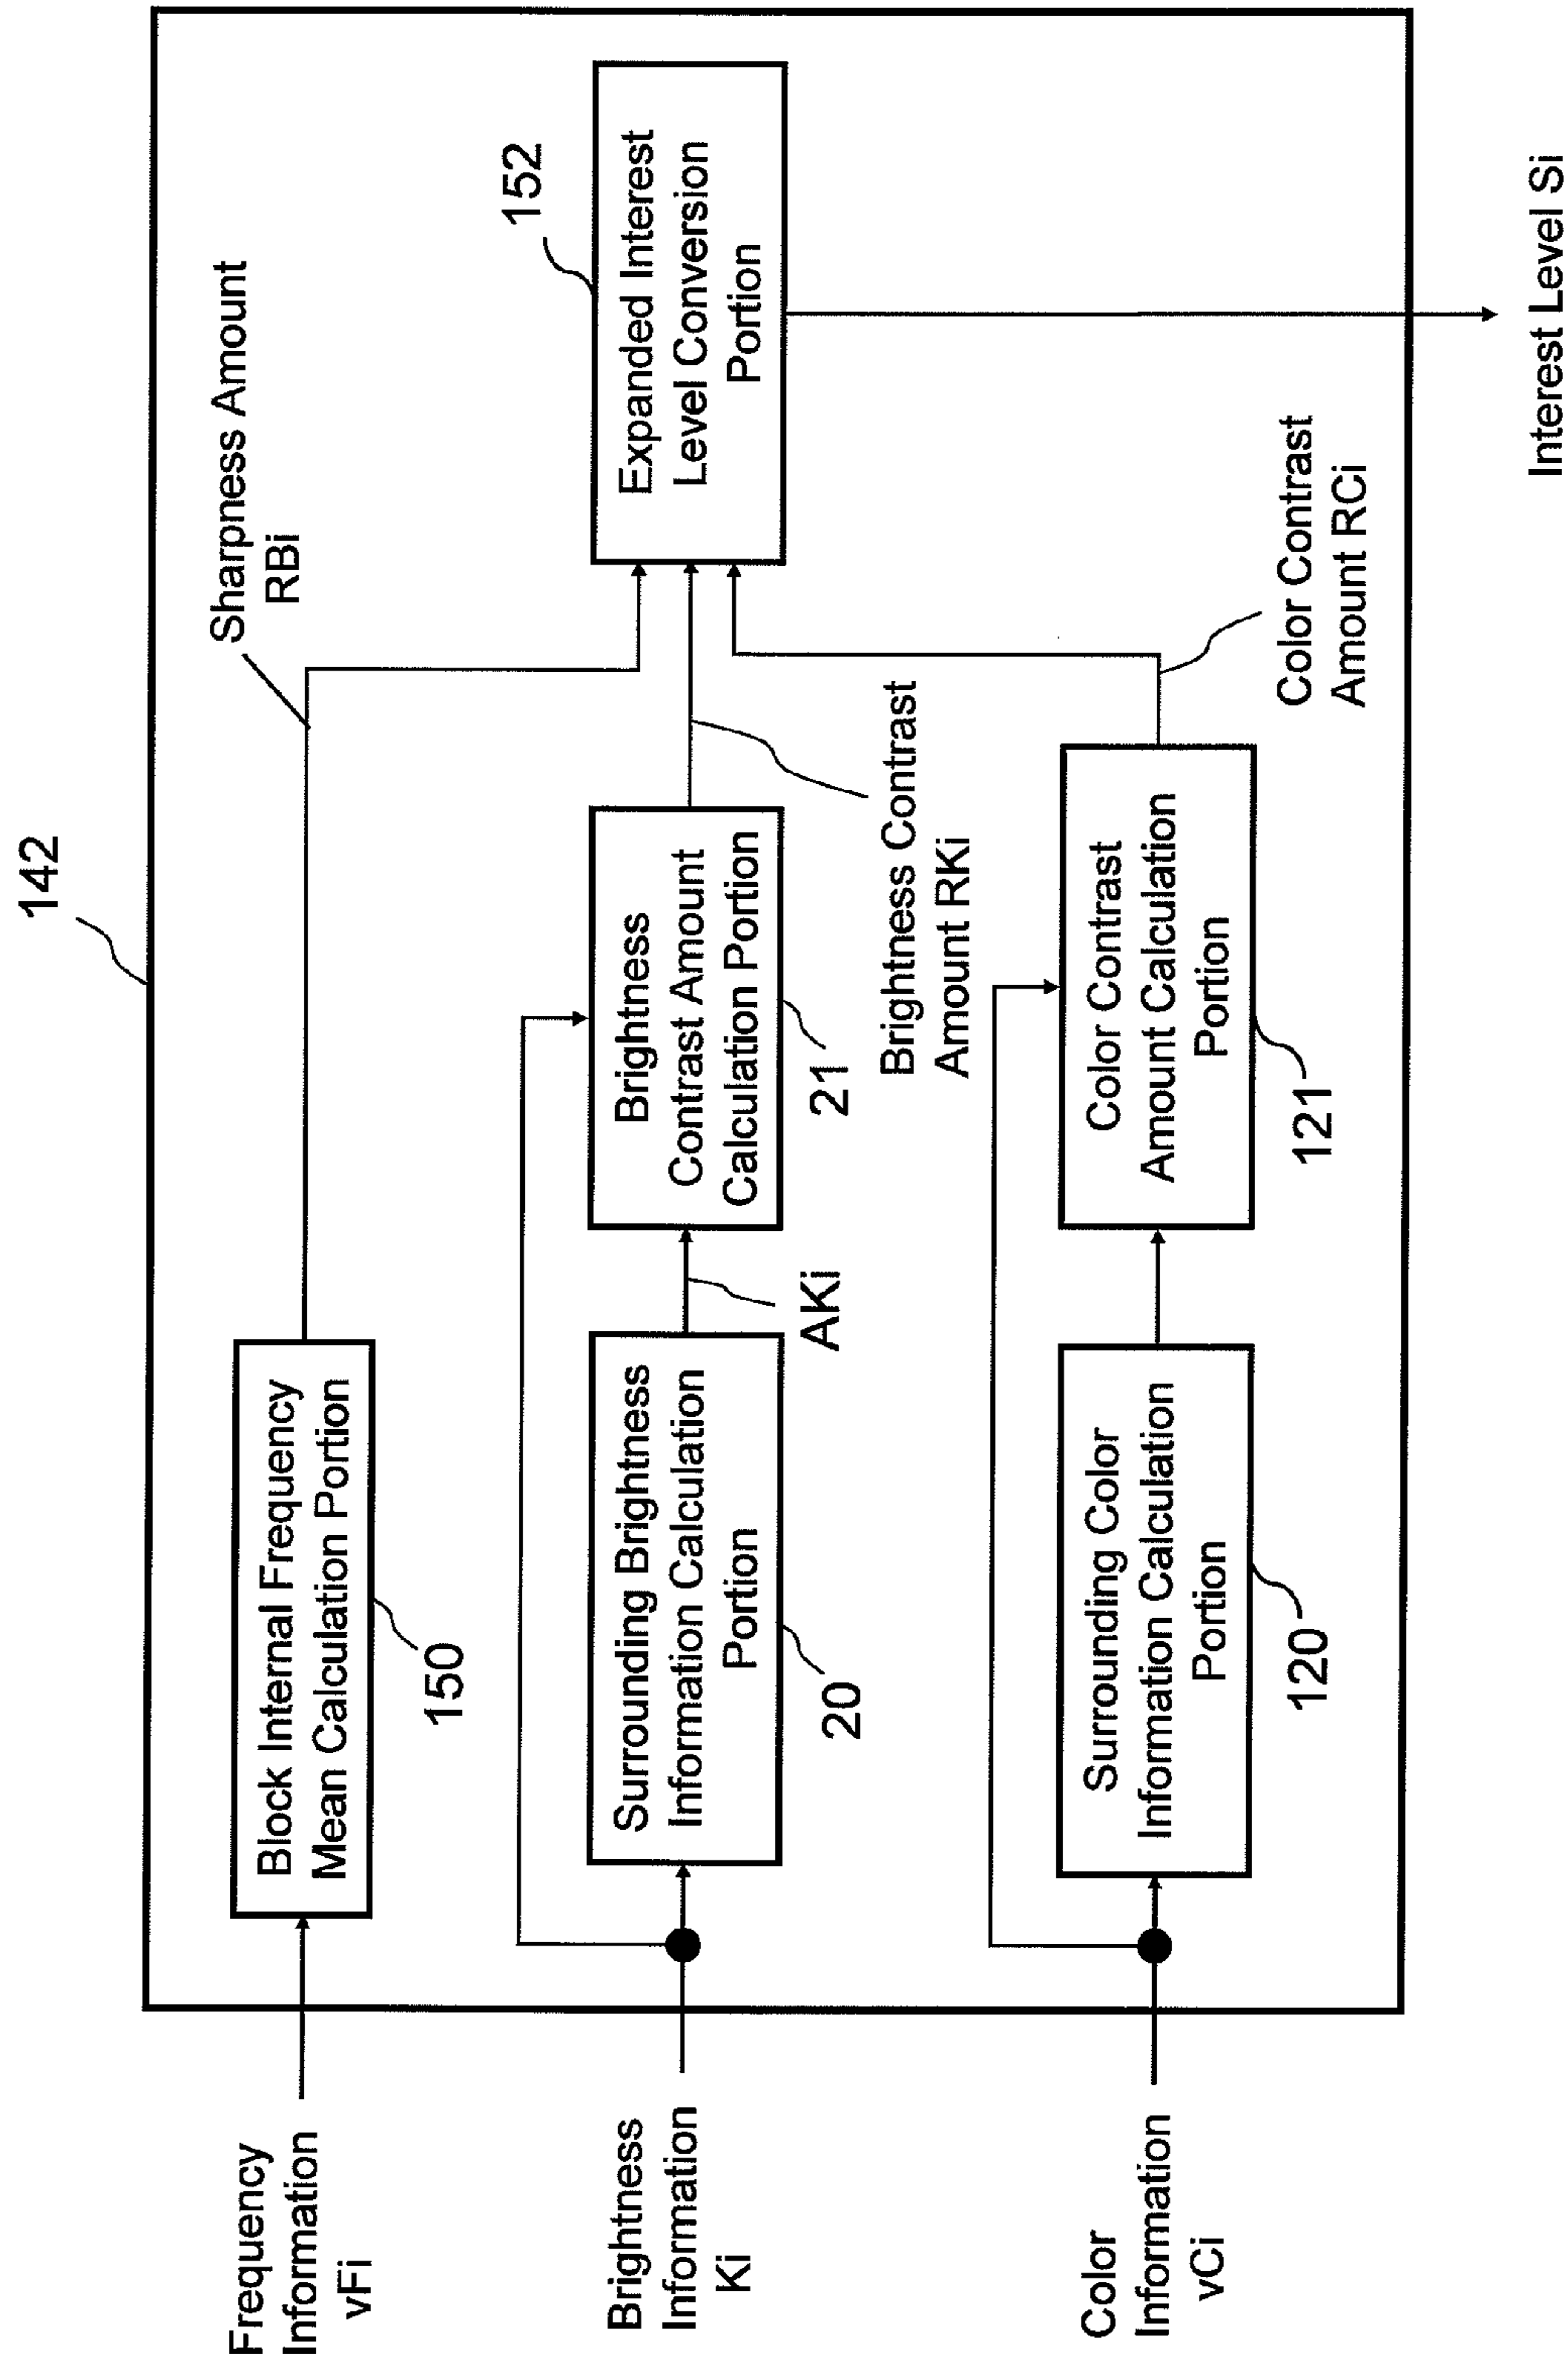 142
Frequency
Information
vFi
Block Internal Frequency
Mean Calculation Portion
150
Sharpness Amount
RBi
Brightness
Information
Ki
Surrounding Brightness
Information Calculation
Portion
20
AKi
Brightness
Contrast Amount
Calculation Portion
21
Brightness Contrast
Amount RKi
Expanded Interest
Level Conversion
Portion
152
Color
Information
vCi
Surrounding Color
Information Calculation
Portion
120
Color Contrast
Amount Calculation
Portion
121
Color Contrast
Amount RCi
Interest Level Si